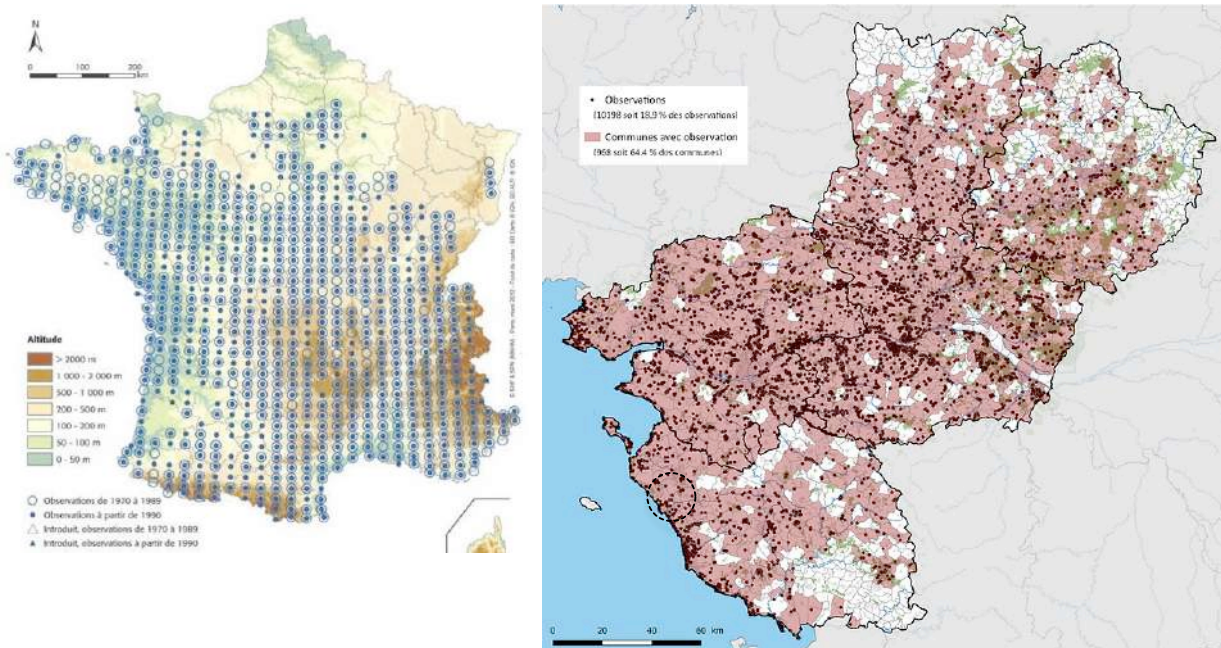 N
0 100 200
km
Altitude
> 2000 m
1 000 - 2 000 m
500 - 1 000 m
200 - 500 m
100 - 200 m
50 - 100 m
0 - 50 m
Observations de 1970 à 1989
Observations à partir de 1990
Introduit, observations de 1970 à 1989
Introduit, observations à partir de 1990
Observations
(10198 soit 18.9 % des observations)
Communes avec observation
(968 soit 64.4 % des communes)
0 20 40 60 km